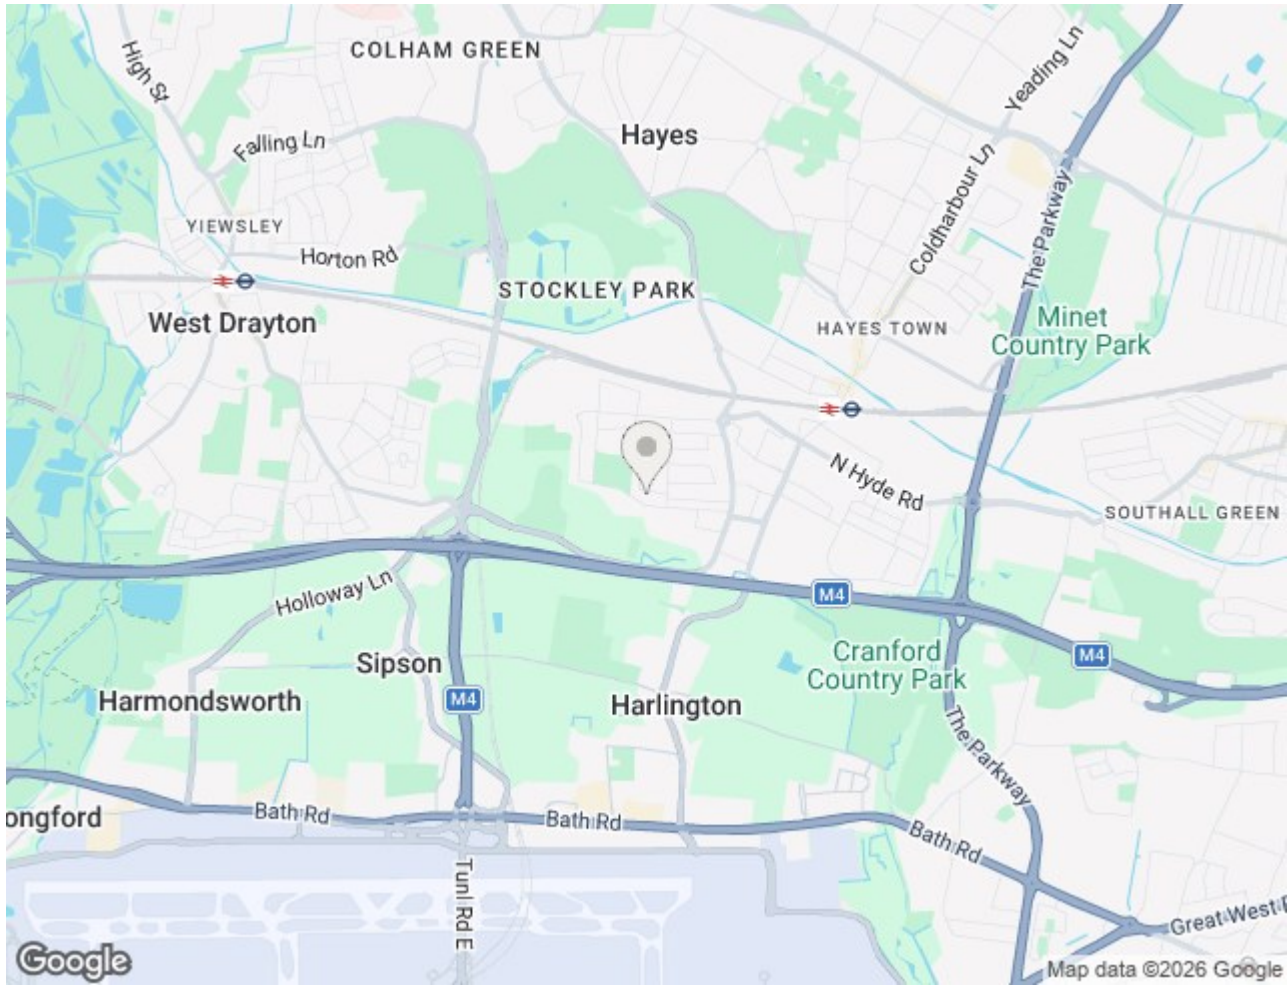 High St
COLHAM GREEN
Yeading Ln
Falling Ln
Hayes
Coldharbour Ln
The Parkway
YIEWSLEY
Horton Rd
STOCKLEY PARK
West Drayton
HAYES TOWN
Minet
Country Park
N Hyde Rd
SOUTHALL GREEN
Holloway Ln
M4
Sipson
Cranford
Country Park
M4
Harmondsworth
M4
Harlington
The Parkway
ongford
Bath Rd
Bath Rd
Bath Rd
Tunl Rd E
Great West
Google
Map data ©2026 Google